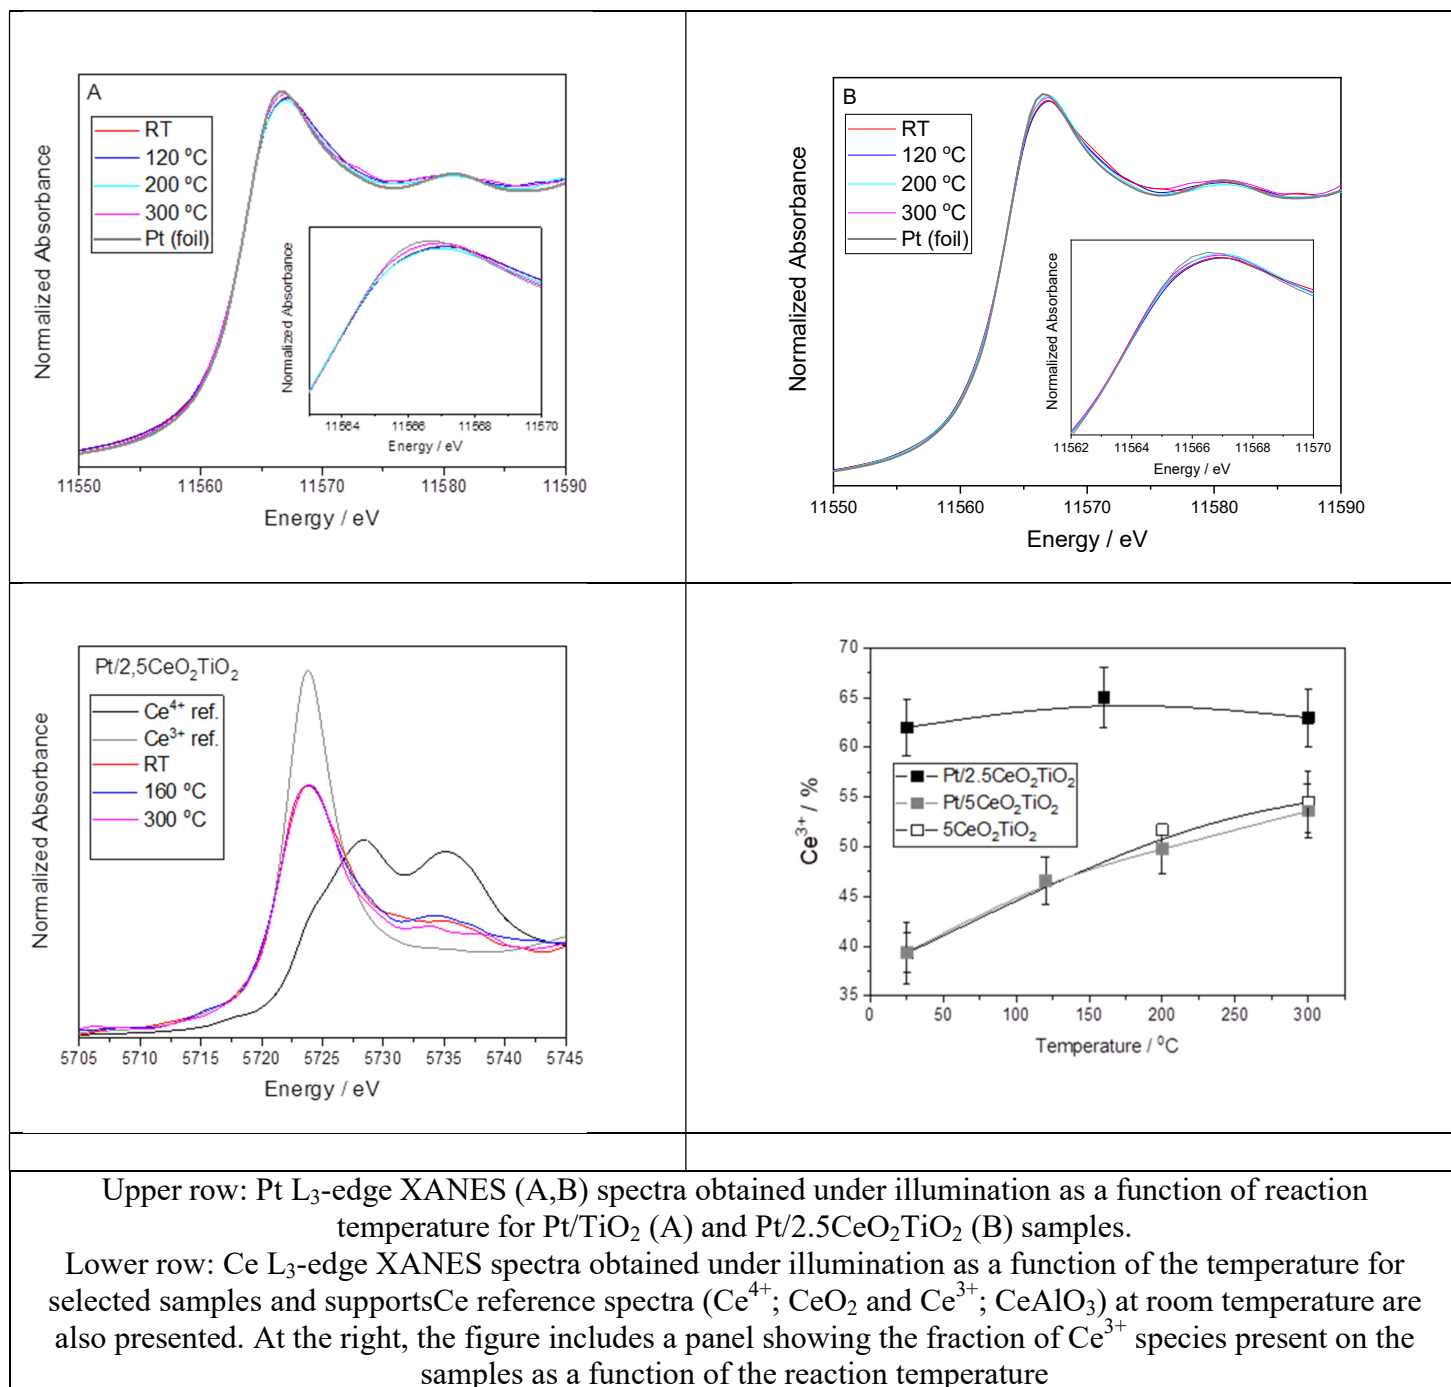 A
RT
120 °C
200 °C
300 °C
Pt (foil)
Normalized Absorbance
Normalized Absorbance
11564 11566 11568 11570
Energy / eV
11550 11560 11570 11580 11590
Energy / eV
B
RT
120 °C
200 °C
300 °C
Pt (foil)
Normalized Absorbance
Normalized Absorbance
11562 11564 11566 11568 11570
Energy / eV
11550 11560 11570 11580 11590
Energy / eV
Pt/2,5CeO₂TiO₂
Ce⁴⁺ ref.
Ce³⁺ ref.
RT
160 °C
300 °C
Normalized Absorbance
5705 5710 5715 5720 5725 5730 5735 5740 5745
Energy / eV
70
65
60
55
50
45
40
35
Ce³⁺ / %
Pt/2.5CeO₂TiO₂
Pt/5CeO₂TiO₂
5CeO₂TiO₂
0 50 100 150 200 250 300
Temperature / °C
Upper row: Pt L₃-edge XANES (A,B) spectra obtained under illumination as a function of reaction
temperature for Pt/TiO₂ (A) and Pt/2.5CeO₂TiO₂ (B) samples.
Lower row: Ce L₃-edge XANES spectra obtained under illumination as a function of the temperature for
selected samples and supportsCe reference spectra (Ce⁴⁺; CeO₂ and Ce³⁺; CeAlO₃) at room temperature are
also presented. At the right, the figure includes a panel showing the fraction of Ce³⁺ species present on the
samples as a function of the reaction temperature